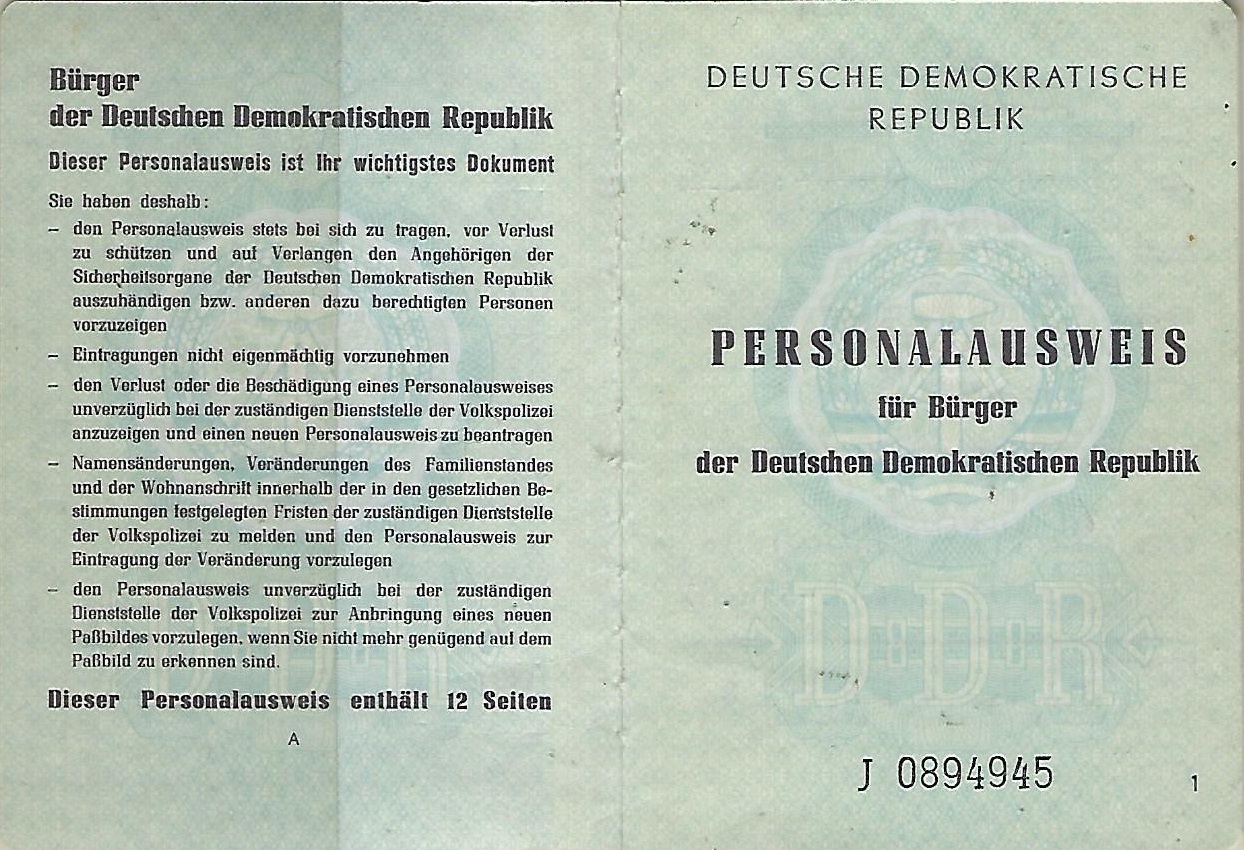 Bürger
der Deutschen Demokratischen Republik
Dieser Personalausweis ist Ihr wichtigstes Dokument
Sie haben deshalb:
– den Personalausweis stets bei sich zu tragen, vor Verlust
zu schützen und auf Verlangen den Angehörigen der
Sicherheitsorgane der Deutschen Demokratischen Republik
auszuhändigen bzw. anderen dazu berechtigten Personen
vorzuzeigen
– Eintragungen nicht eigenmächtig vorzunehmen
– den Verlust oder die Beschädigung eines Personalausweises
unverzüglich bei der zuständigen Dienststelle der Volkspolizei
anzuzeigen und einen neuen Personalausweis zu beantragen
– Namensänderungen, Veränderungen des Familienstandes
und der Wohnanschrift innerhalb der in den gesetzlichen Be-
stimmungen festgelegten Fristen der zuständigen Dienststelle
der Volkspolizei zu melden und den Personalausweis zur
Eintragung der Veränderung vorzulegen
– den Personalausweis unverzüglich bei der zuständigen
Dienststelle der Volkspolizei zur Anbringung eines neuen
Paßbildes vorzulegen, wenn Sie nicht mehr genügend auf dem
Paßbild zu erkennen sind.
Dieser Personalausweis enthält 12 Seiten
A
DEUTSCHE DEMOKRATISCHE
REPUBLIK
PERSONALAUSWEIS
für Bürger
der Deutschen Demokratischen Republik
DDR
J 0894945
1